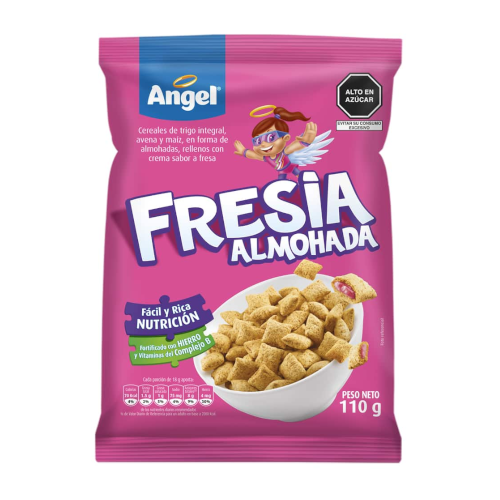 Angel
ALTO EN
AZÚCAR
EVITAR SU CONSUMO
EXCESIVO
Cereales de trigo integral,
avena y maíz, en forma de
almohadas, rellenos con
crema sabor a fresa
FRESIA
ALMOHADA
Fácil y Rica
NUTRICIÓN
Fortificada con HIERRO
y Vitaminas del Complejo B
PESO NETO
110 g